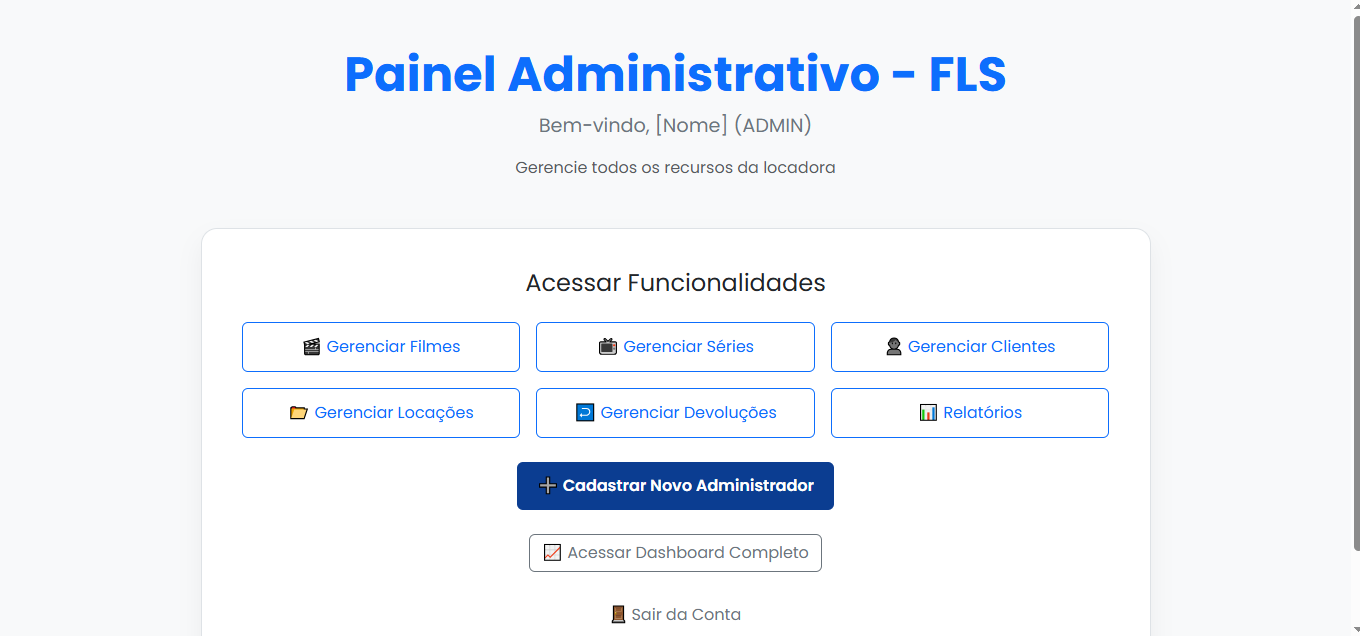 Painel Administrativo - FLS
Bem-vindo, [Nome] (ADMIN)
Gerencie todos os recursos da locadora
Acessar Funcionalidades
Gerenciar Filmes
Gerenciar Séries
Gerenciar Clientes
Gerenciar Locações
Gerenciar Devoluções
Relatórios
Cadastrar Novo Administrador
Acessar Dashboard Completo
Sair da Conta